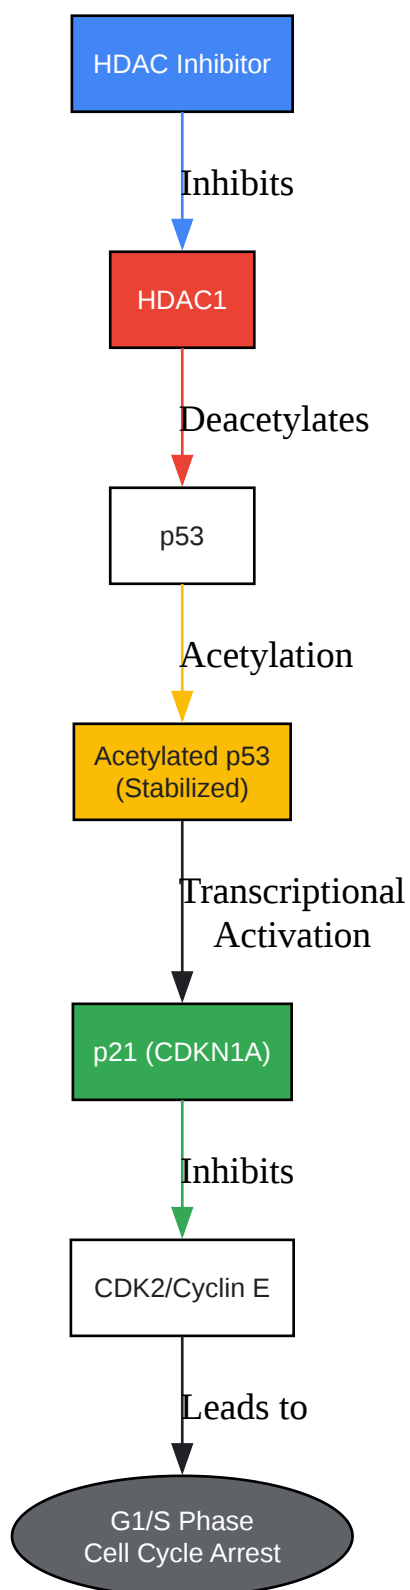 HDAC Inhibitor
Inhibits
HDAC1
Deacetylates
p53
Acetylation
Acetylated p53
(Stabilized)
Transcriptional
Activation
p21 (CDKN1A)
Inhibits
CDK2/Cyclin E
Leads to
G1/S Phase
Cell Cycle Arrest